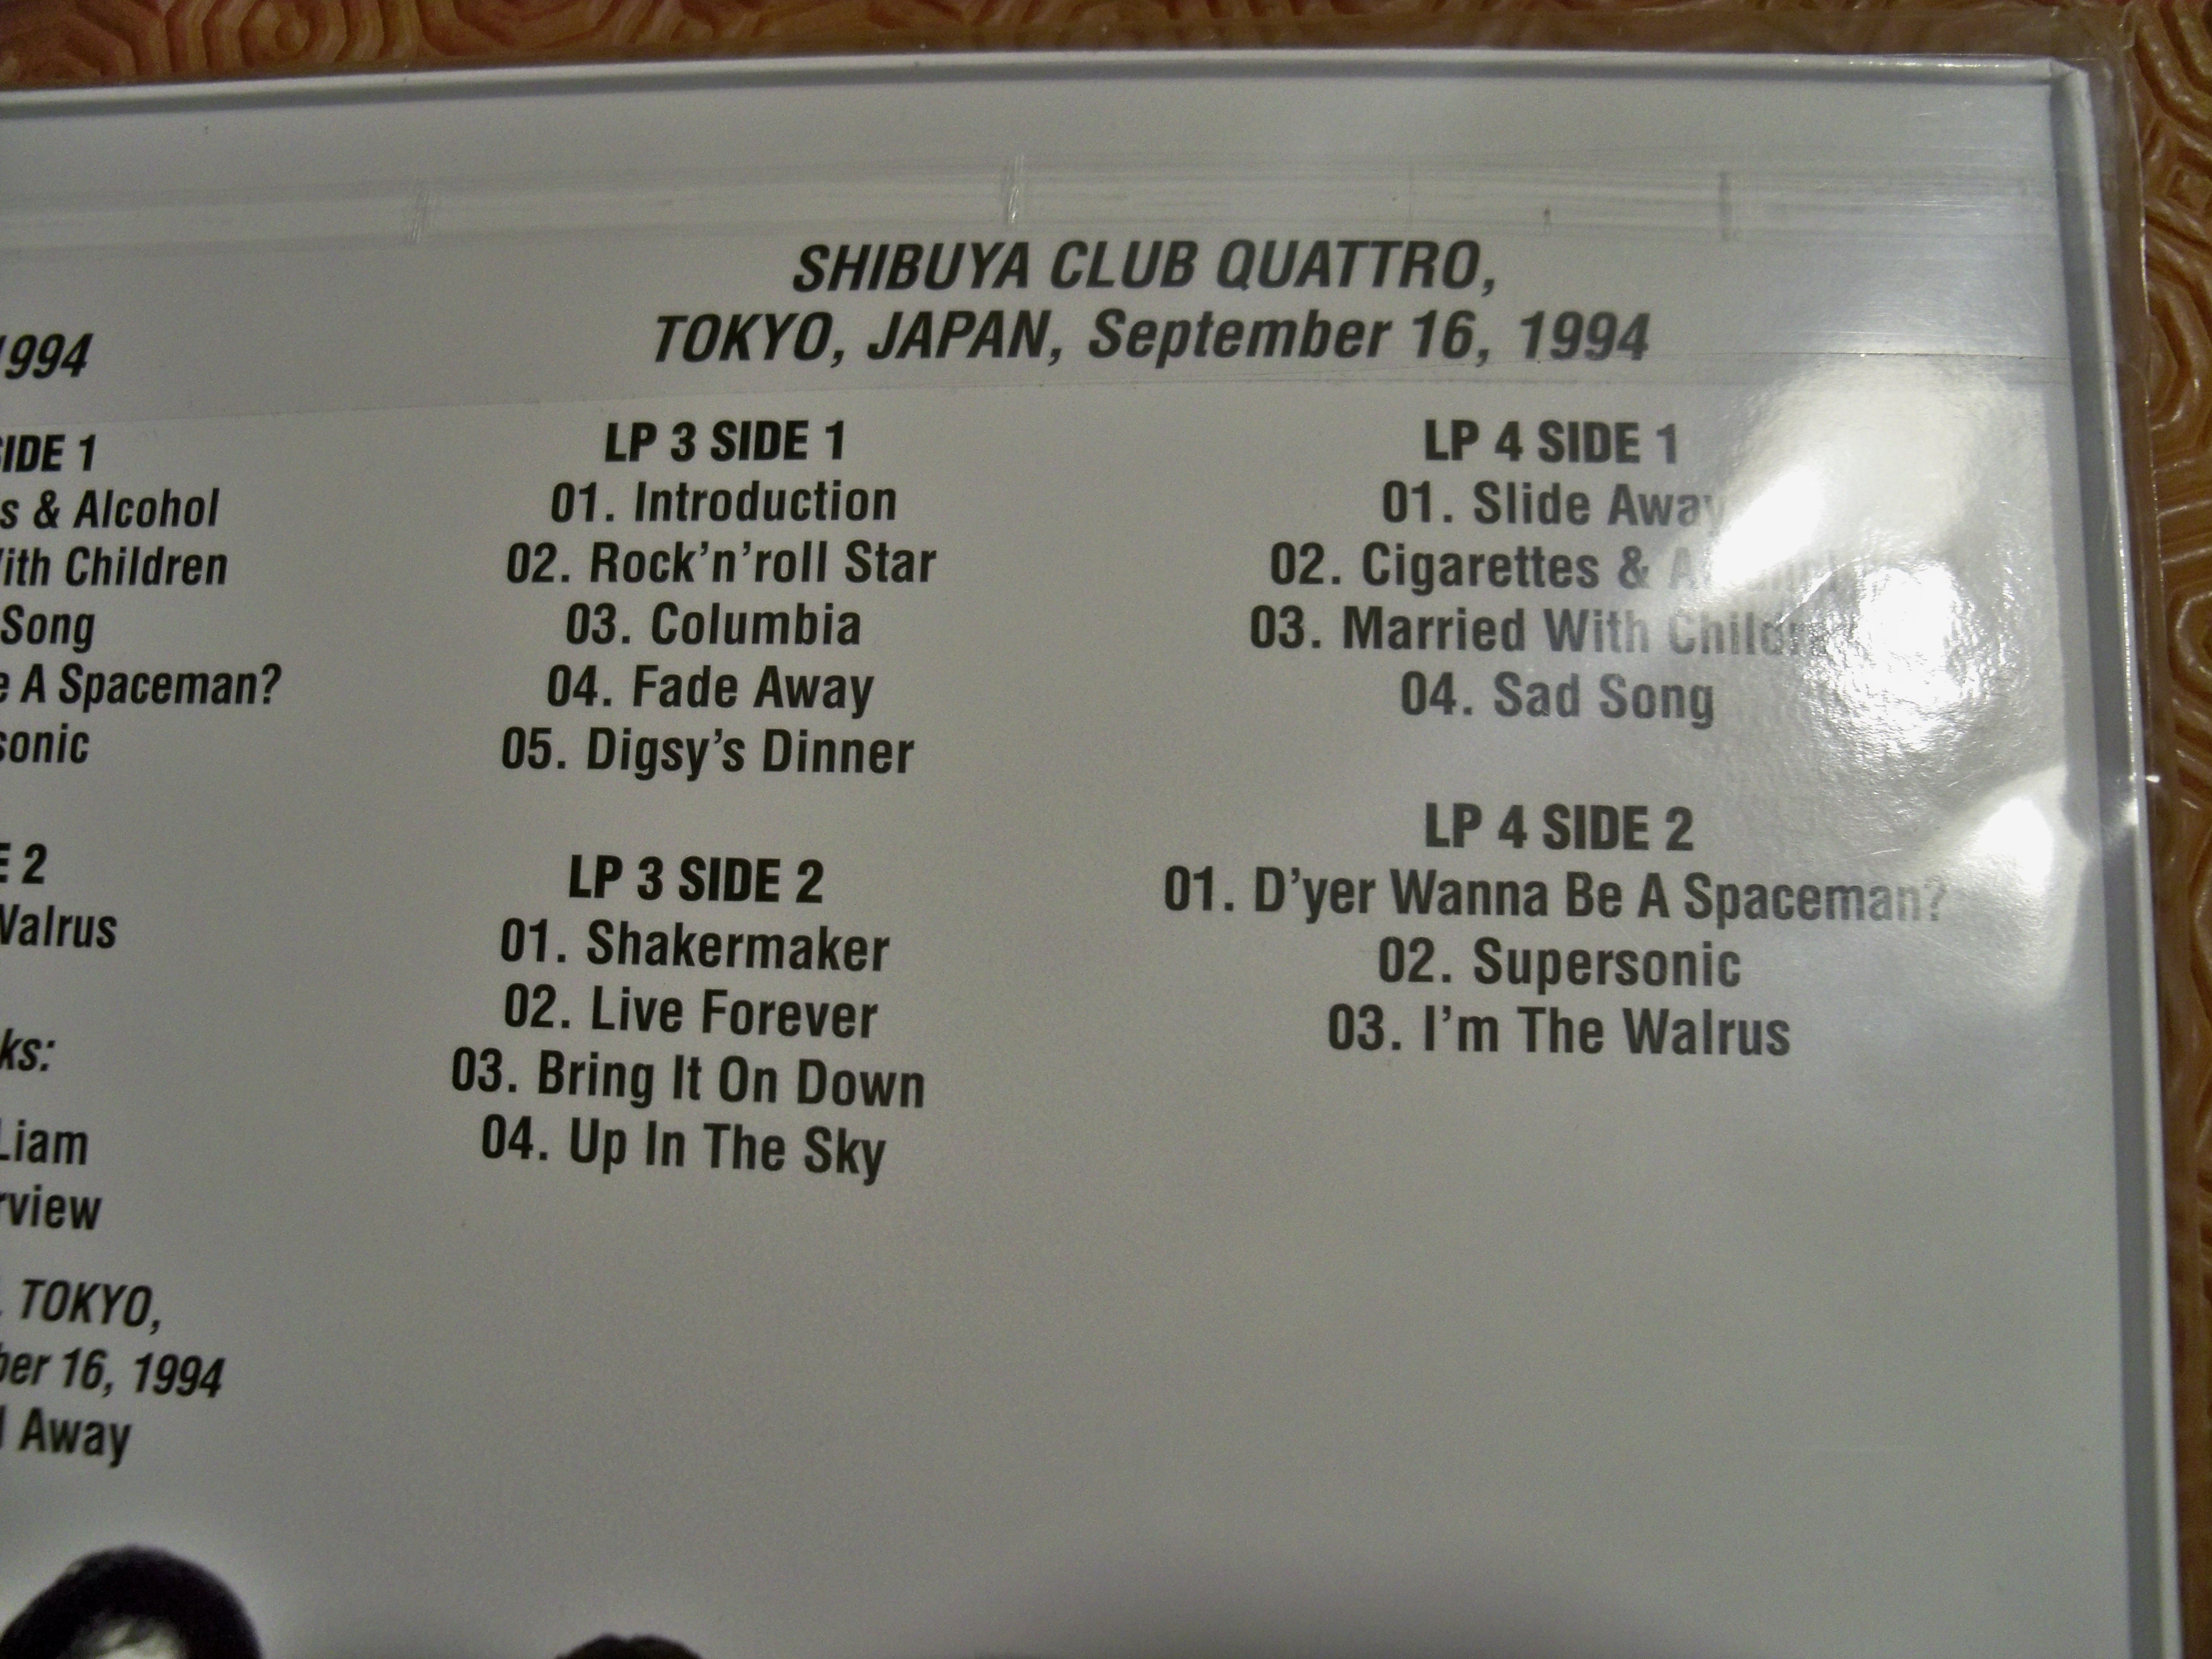 1994
SIDE 1
s & Alcohol
With Children
Song
e A Spaceman?
sonic
E 2
Walrus
ks:
Liam
rview
TOKYO,
ber 16, 1994
Away
SHIBUYA CLUB QUATTRO,
TOKYO, JAPAN, September 16, 1994
LP 3 SIDE 1
01. Introduction
02. Rock'n'roll Star
03. Columbia
04. Fade Away
05. Digsy's Dinner
LP 3 SIDE 2
01. Shakermaker
02. Live Forever
03. Bring It On Down
04. Up In The Sky
LP 4 SIDE 1
01. Slide Away
02. Cigarettes &
03. Married With Children
04. Sad Song
LP 4 SIDE 2
01. D'yer Wanna Be A Spaceman?
02. Supersonic
03. I'm The Walrus